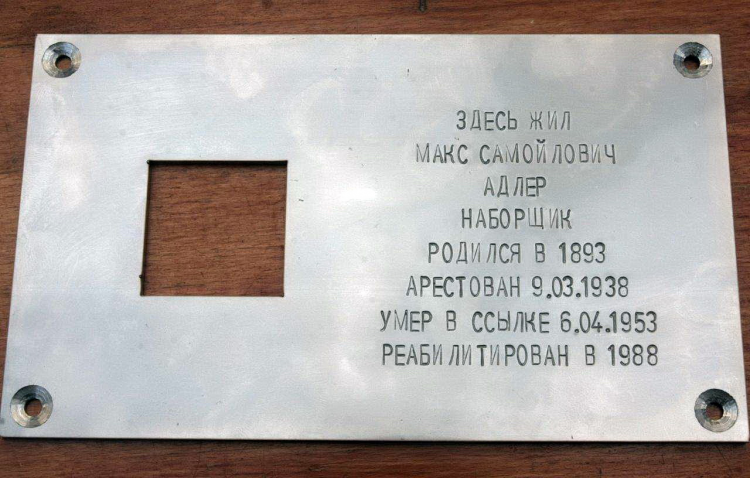 ЗДЕСЬ ЖИЛ
МАКС САМОЙЛОВИЧ
АДЛЕР
НАБОРЩИК
РОДИЛСЯ В 1893
АРЕСТОВАН 9.03.1938
УМЕР В ССЫЛКЕ 6.04.1953
РЕАБИЛИТИРОВАН В 1988